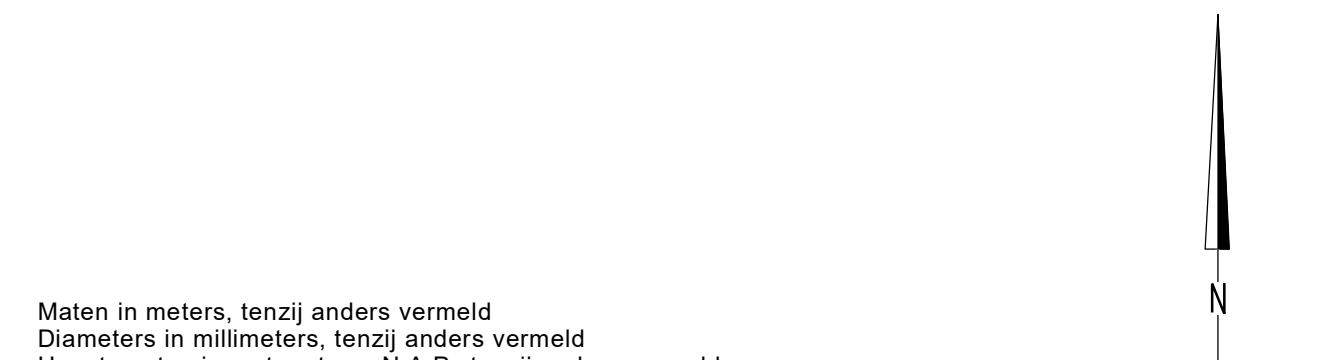 Maten in meters, tenzij anders vermeld
N
Diameters in millimeters, tenzij anders vermeld